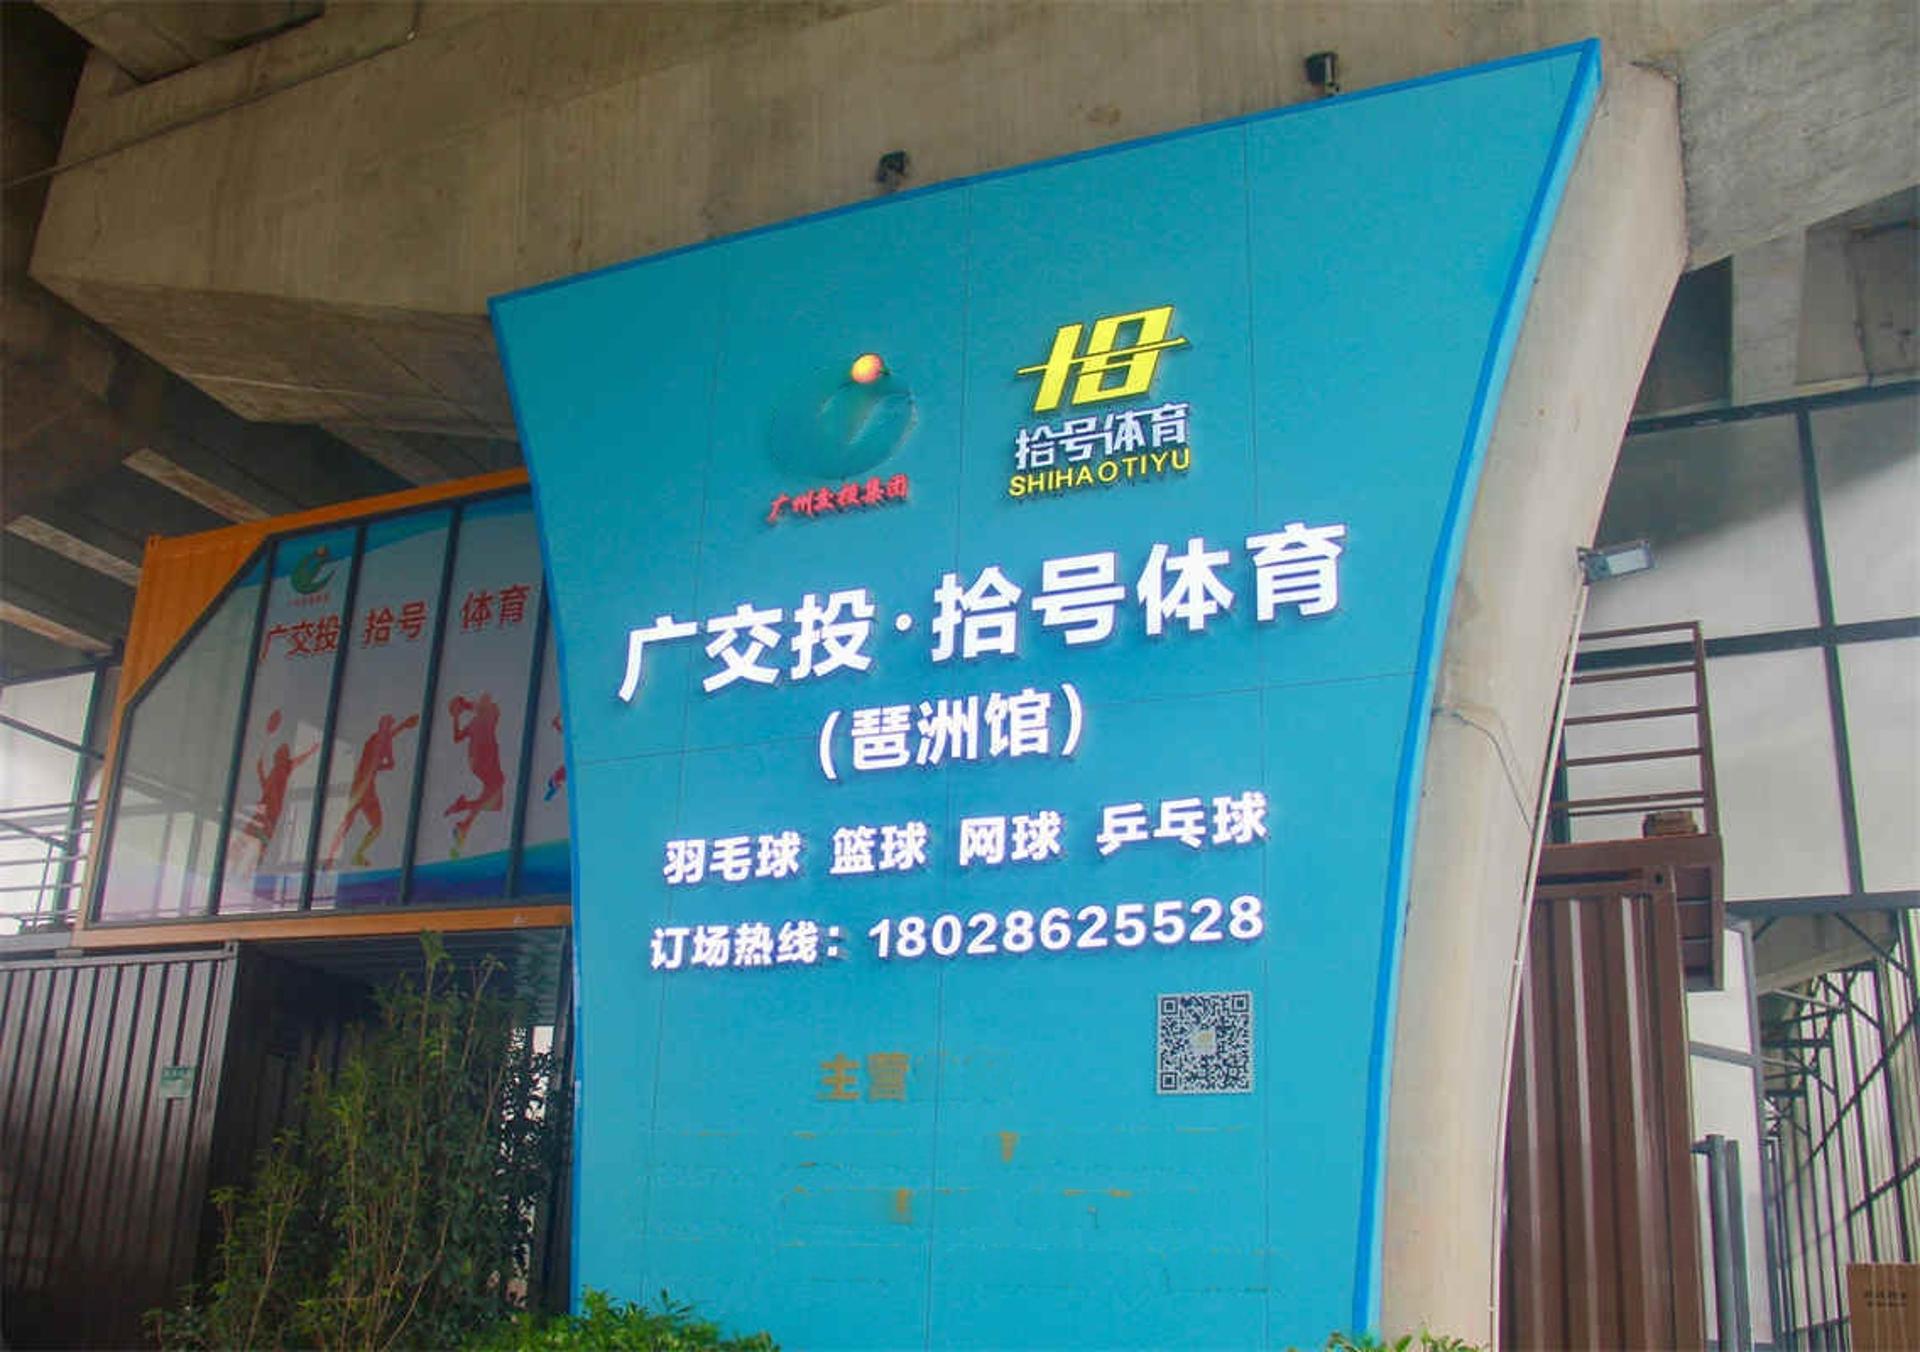 广州交投集团
拾号体育
SHIHAOTIYU
广交投·拾号体育
(琶洲馆)
羽毛球 篮球 网球 乒乓球
订场热线：18028625528
主营
广交投 拾号 体育